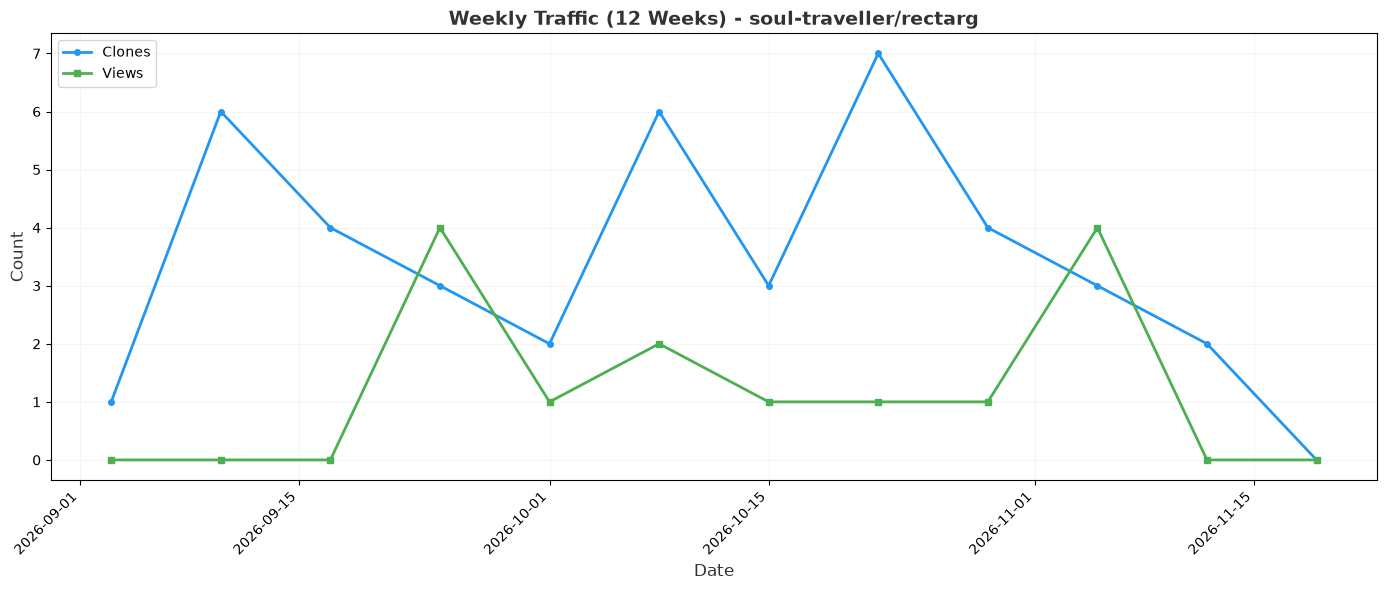 Weekly Traffic (12 Weeks) - soul-traveller/rectarg
Clones
Views
Count
7
6
5
4
3
2
1
0
2026-09-01
2026-09-15
2026-10-01
2026-10-15
2026-11-01
2026-11-15
Date